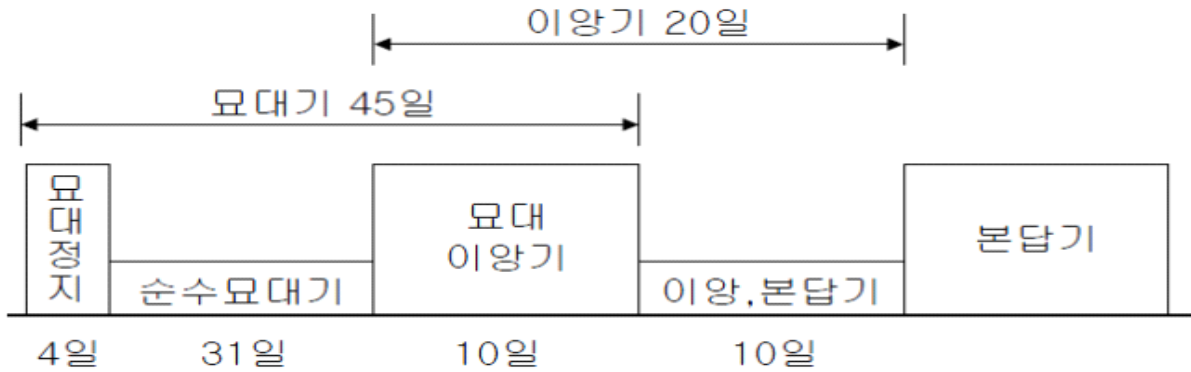 이앙기 20일
묘대기 45일
묘
대
정
지
순수묘대기
묘대
이앙기
이앙,본답기
본답기
4일
31일
10일
10일